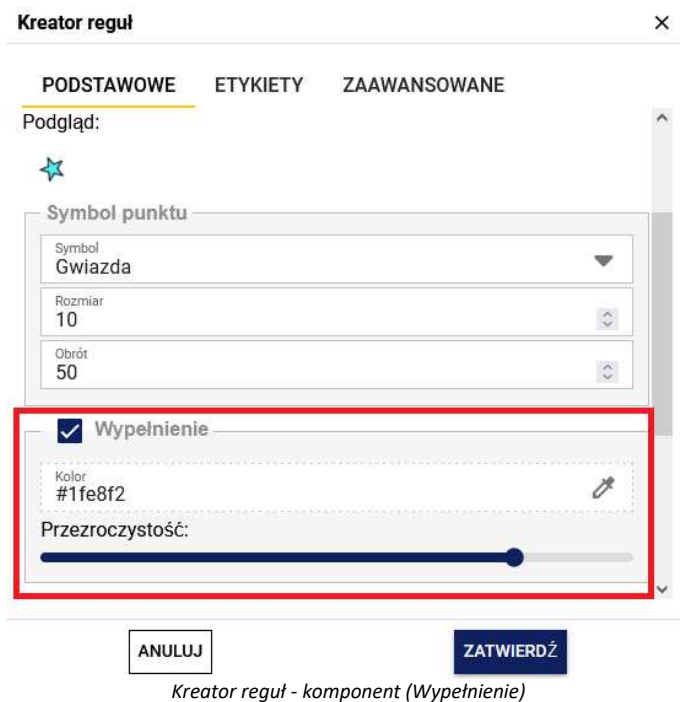 Kreator reguł
PODSTAWOWE ETYKIETY ZAAWANSOWANE
Podgląd:
Symbol punktu
Symbol
Gwiazda
Rozmiar
10
Obrót
50
Wypełnienie
Kolor
#1fe8f2
Przezroczystość:
ANULUJ ZATWIERDŹ
Kreator reguł - komponent (Wypełnienie)